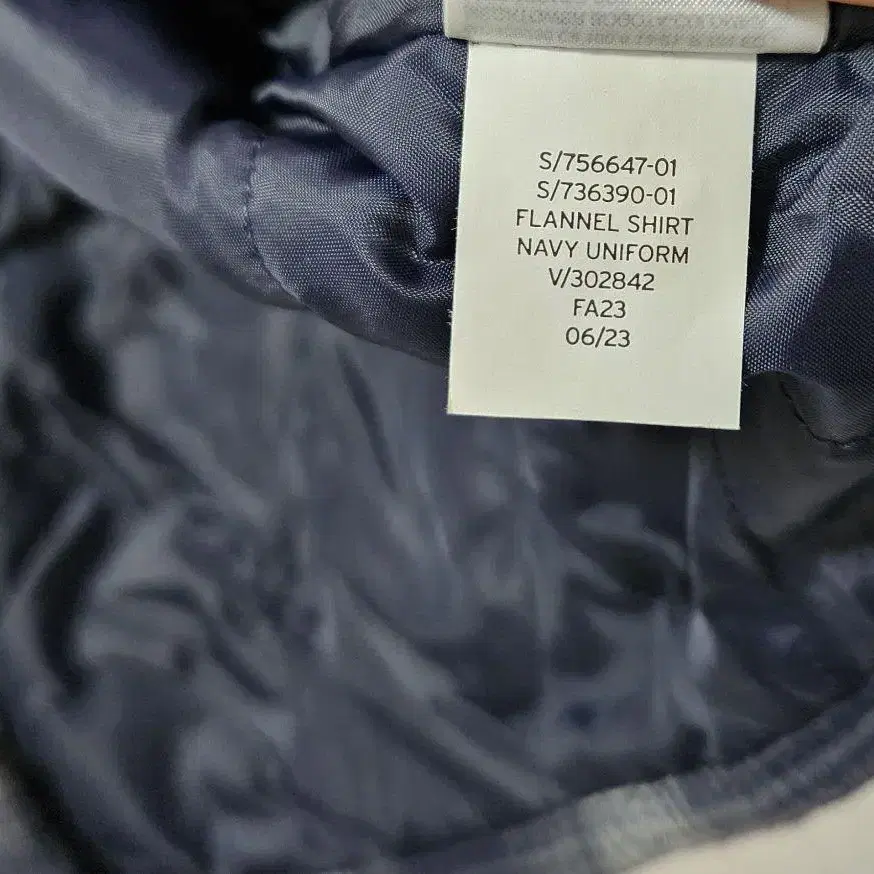 S/756647-01
S/736390-01
FLANNEL SHIRT
NAVY UNIFORM
V/302842
FA23
06/23